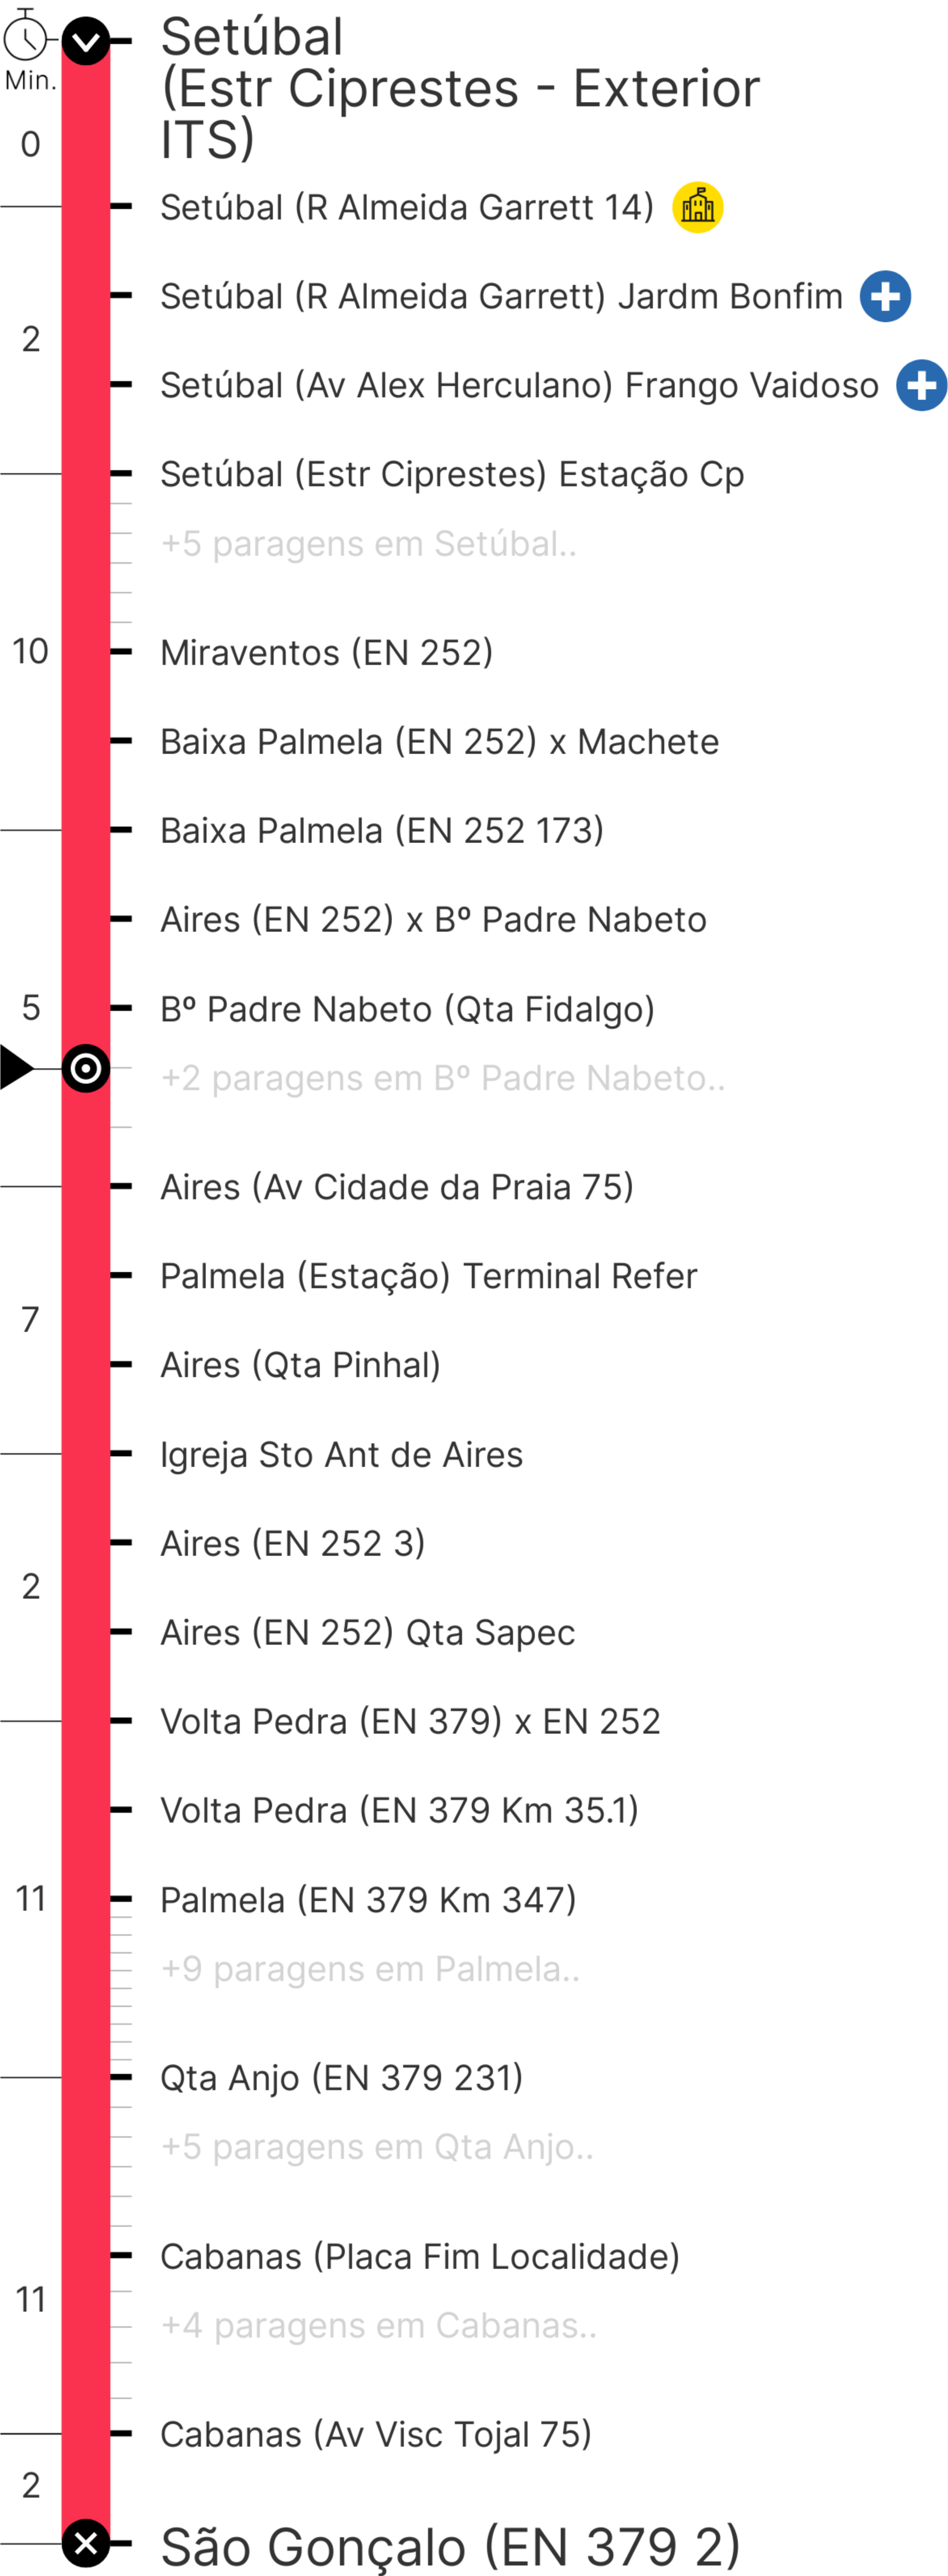 Setúbal
(Estr Ciprestes - Exterior
ITS)
Min.
0
Setúbal (R Almeida Garrett 14)
Setúbal (R Almeida Garrett) Jardm Bonfim
2
Setúbal (Av Alex Herculano) Frango Vaidoso
Setúbal (Estr Ciprestes) Estação Cp
+5 paragens em Setúbal..
10
Miraventos (EN 252)
Baixa Palmela (EN 252) x Machete
Baixa Palmela (EN 252 173)
Aires (EN 252) x Bº Padre Nabeto
5
Bº Padre Nabeto (Qta Fidalgo)
+2 paragens em Bº Padre Nabeto..
Aires (Av Cidade da Praia 75)
Palmela (Estação) Terminal Refer
7
Aires (Qta Pinhal)
Igreja Sto Ant de Aires
Aires (EN 252 3)
2
Aires (EN 252) Qta Sapec
Volta Pedra (EN 379) x EN 252
Volta Pedra (EN 379 Km 35.1)
11
Palmela (EN 379 Km 347)
+9 paragens em Palmela..
Qta Anjo (EN 379 231)
+5 paragens em Qta Anjo..
Cabanas (Placa Fim Localidade)
11
+4 paragens em Cabanas..
Cabanas (Av Visc Tojal 75)
2
São Gonçalo (EN 379 2)